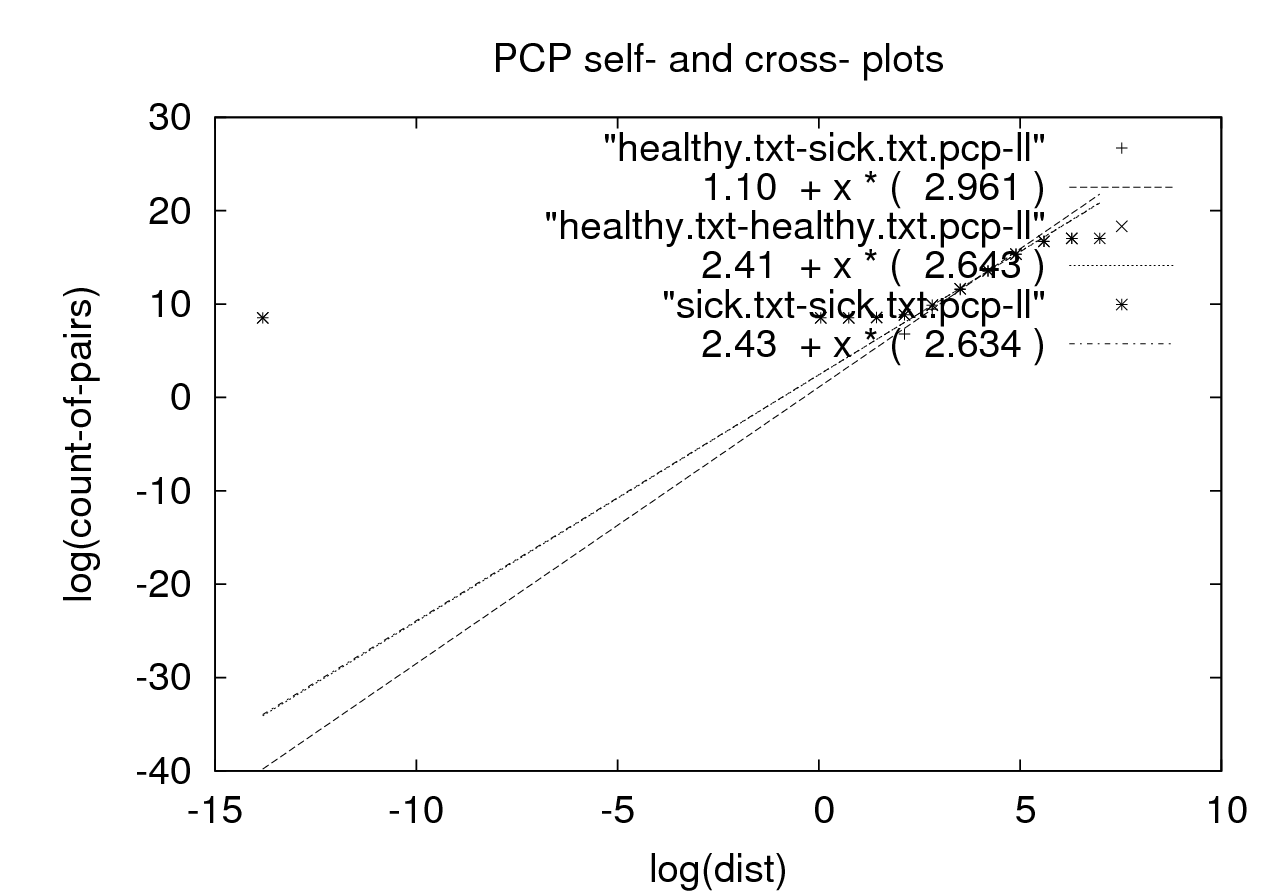 PCP self- and cross- plots
30
20
10
0
-10
-20
-30
-40
log(count-of-pairs)
"healthy.txt-sick.txt.pcp-ll"
1.10 + x * ( 2.961 )
"healthy.txt-healthy.txt.pcp-ll"
2.41 + x * ( 2.643 )
"sick.txt-sick.txt.pcp-ll"
2.43 + x * ( 2.634 )
-15 -10 -5 0 5 10
log(dist)